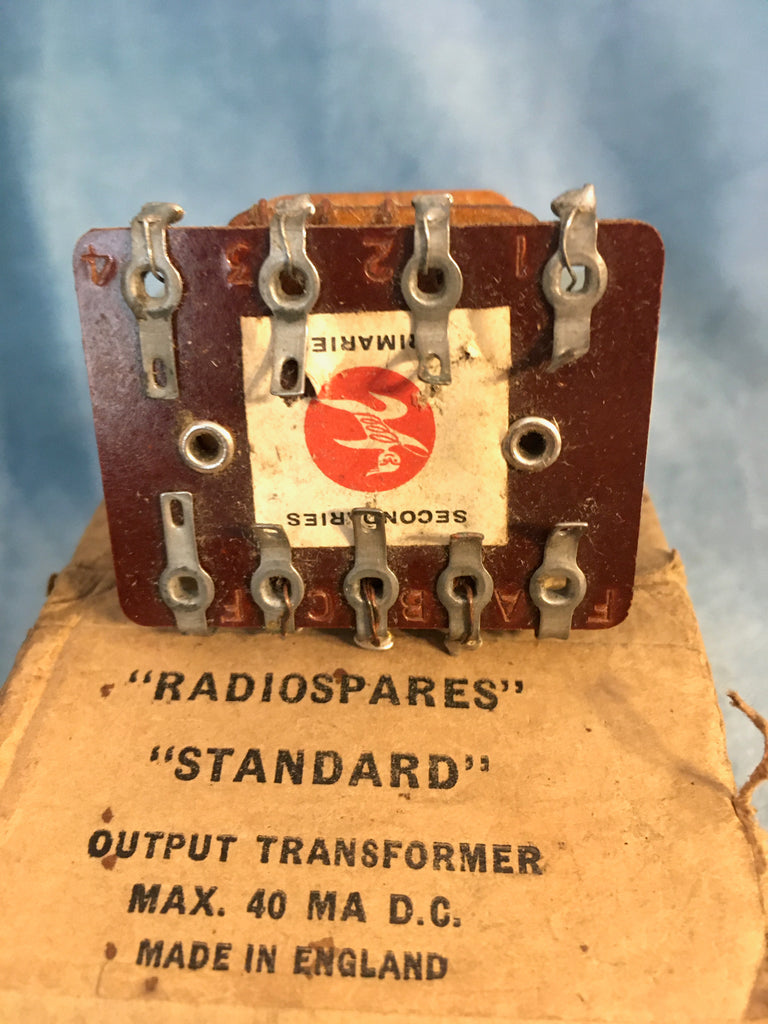 4 3 2 1
PRIMARIES
SECONDARIES
F C B A F
"RADIOSPARES"
"STANDARD"
OUTPUT TRANSFORMER
MAX. 40 MA D.C.
MADE IN ENGLAND